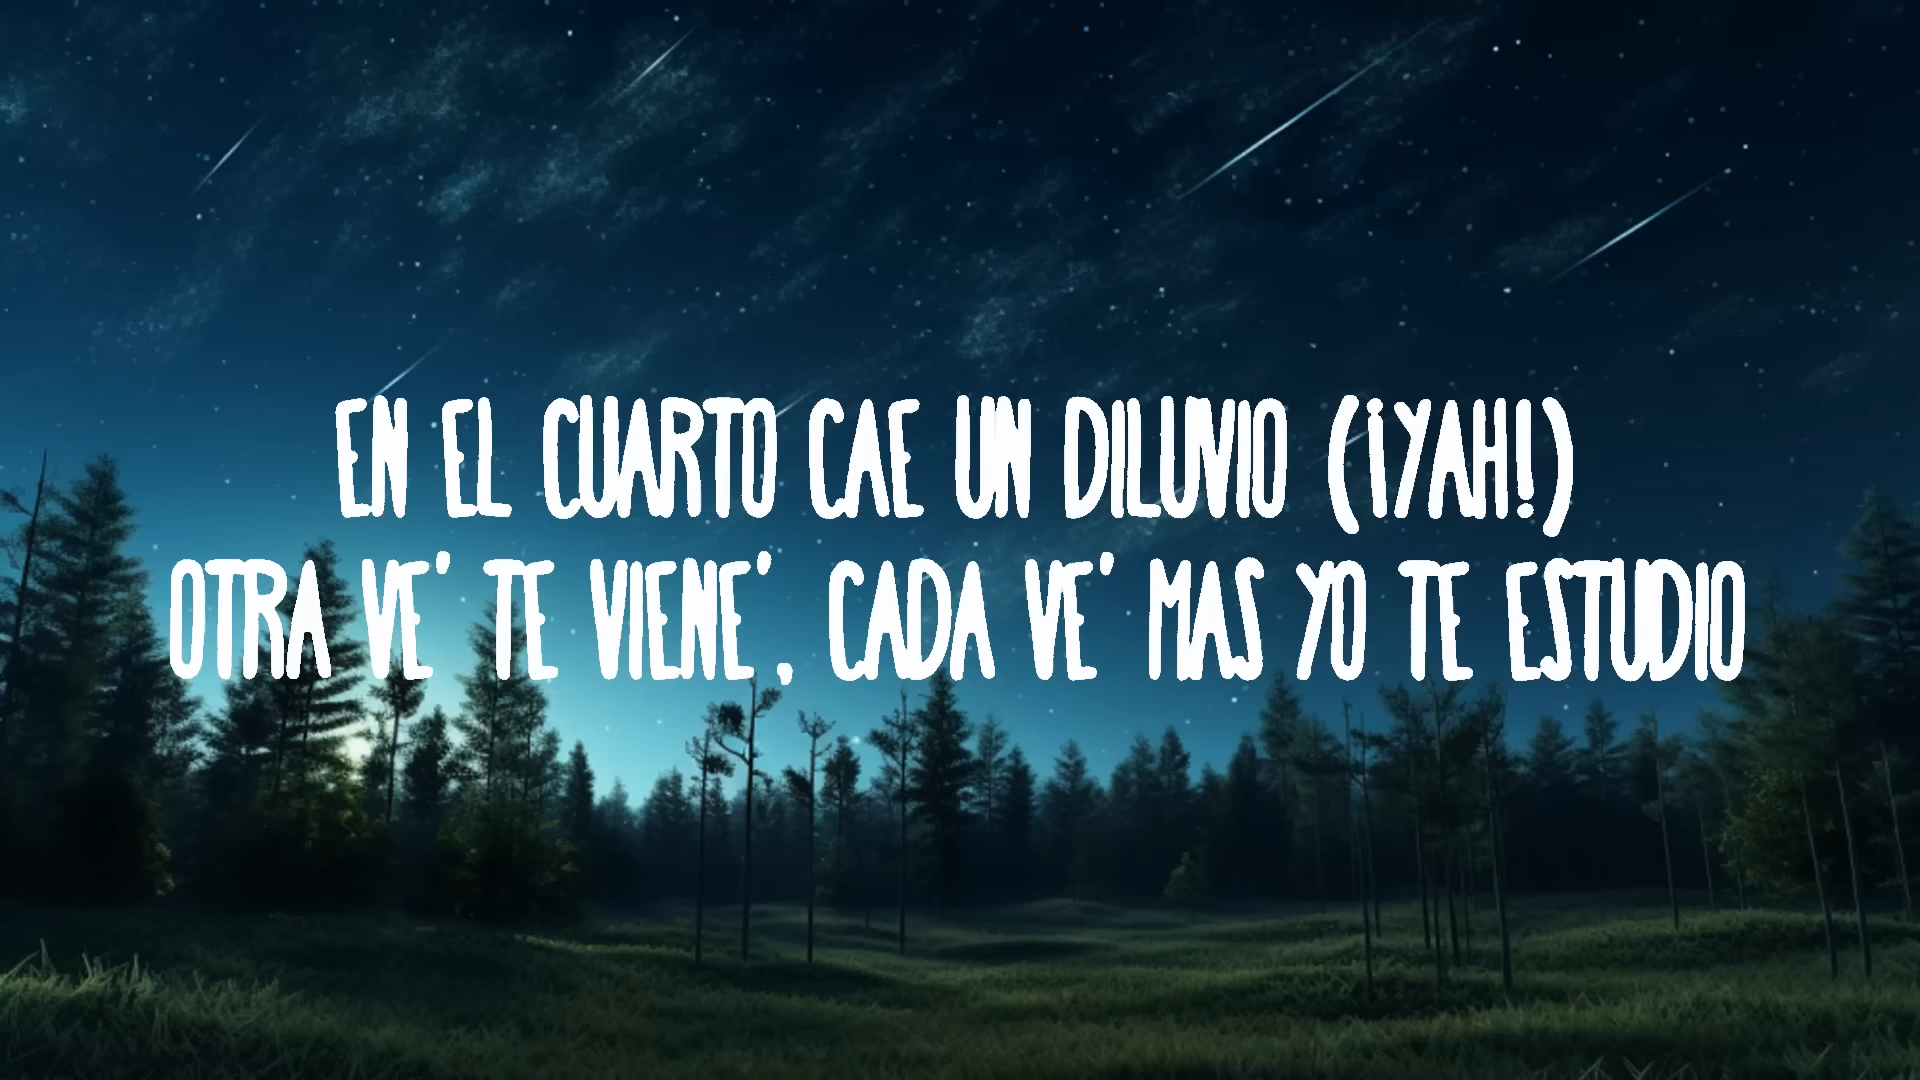 EN EL CUARTO CAE UN DILUVIO (¡YAH!)
OTRA VE' TE VIENE', CADA VE' MAS YO TE ESTUDIO